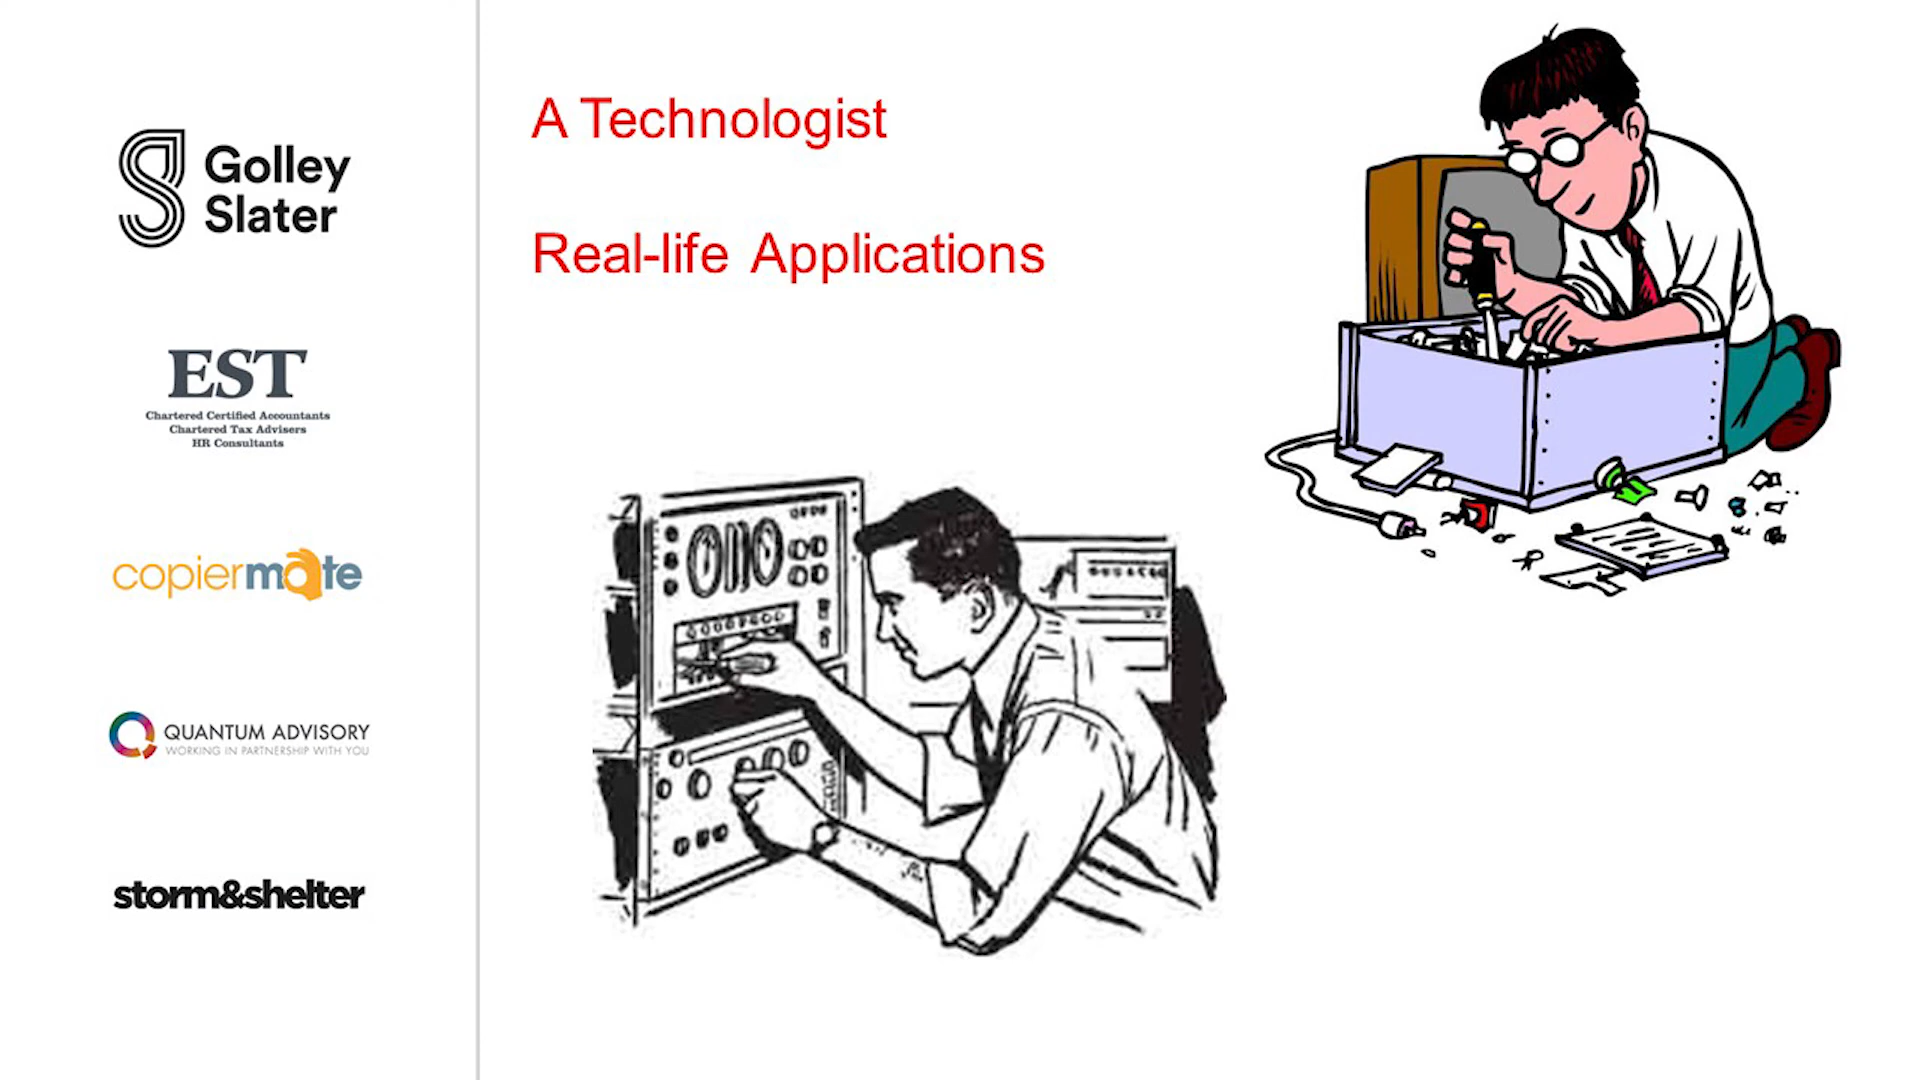 Golley
Slater
EST
Chartered Certified Accountants
Chartered Tax Advisers
HR Consultants
copiermate
QUANTUM ADVISORY
WORKING IN PARTNERSHIP WITH YOU
storm&shelter
A Technologist
Real-life Applications